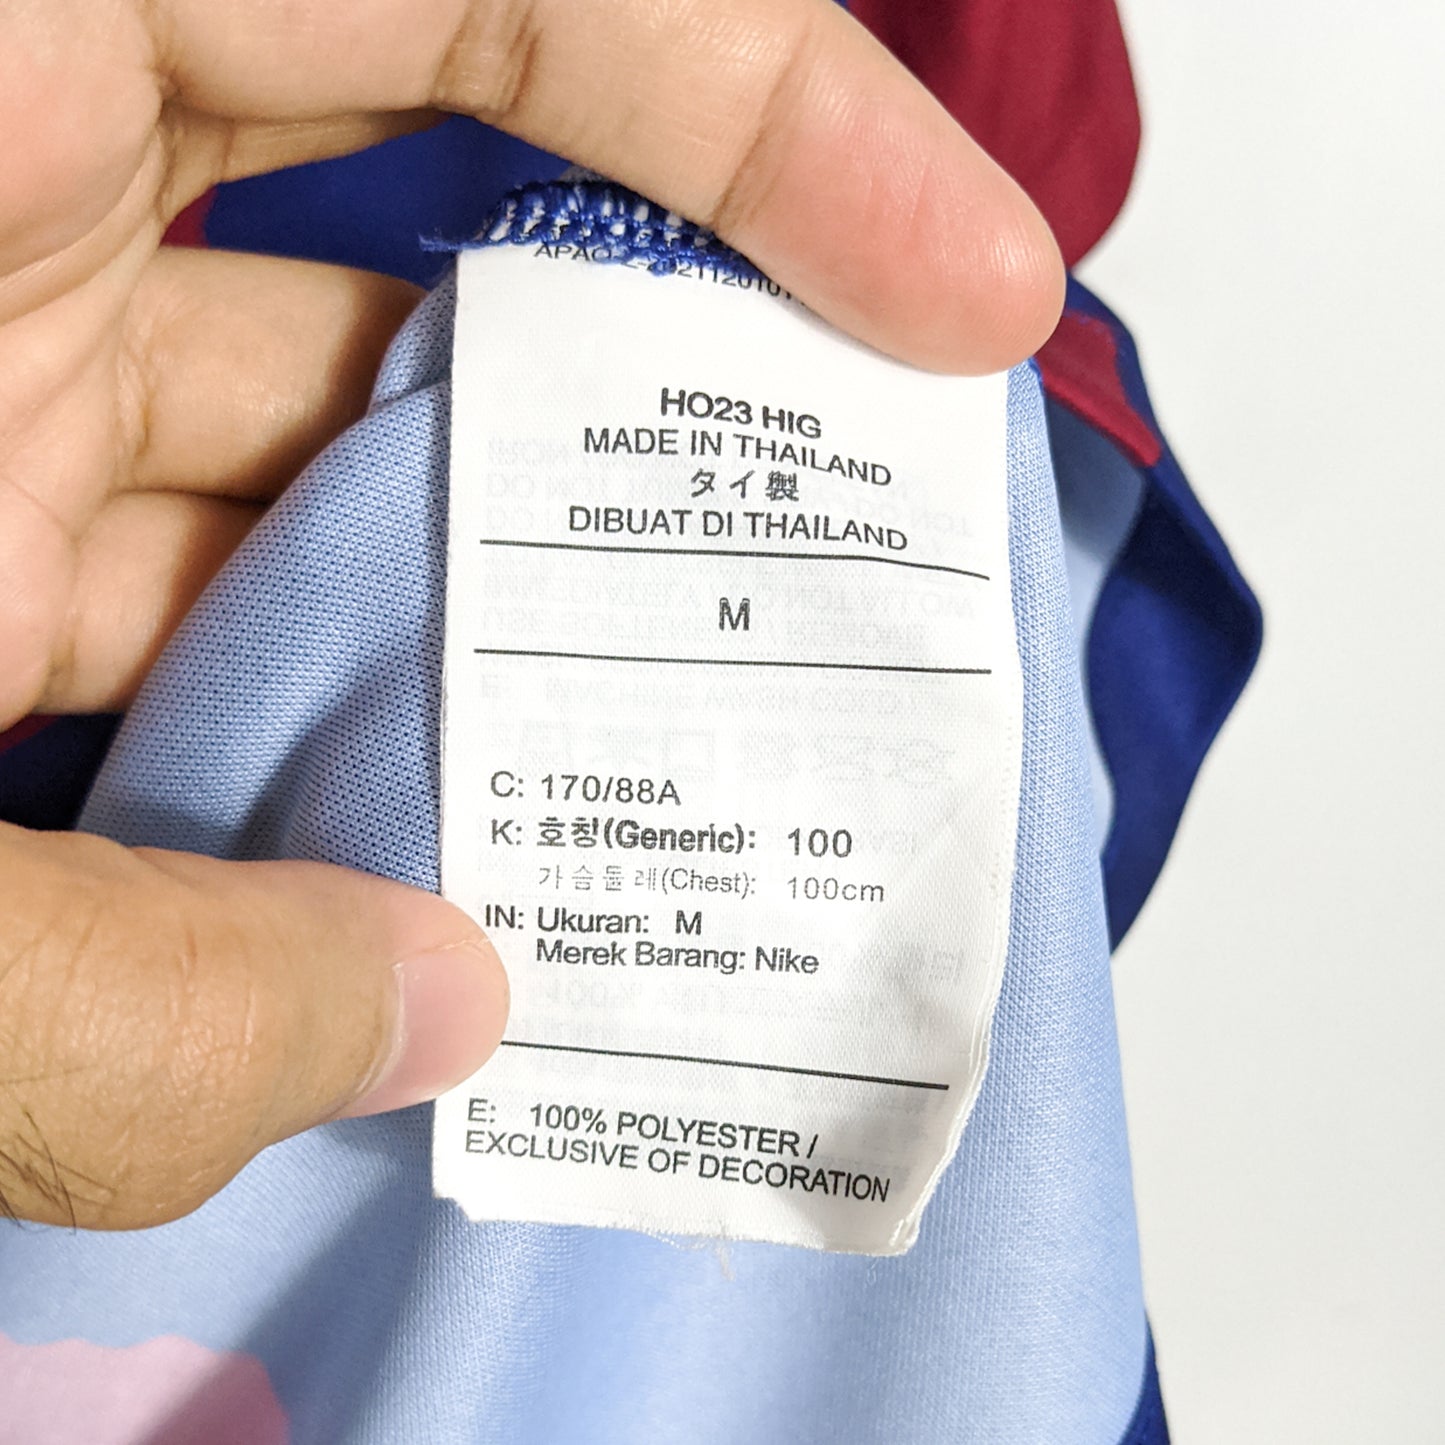 HO23 HIG
MADE IN THAILAND
タイ製
DIBUAT DI THAILAND
M
C: 170/88A
K: 호칭(Generic): 100
가슴둘레(Chest): 100cm
IN: Ukuran: M
Merek Barang: Nike
E: 100% POLYESTER /
EXCLUSIVE OF DECORATION